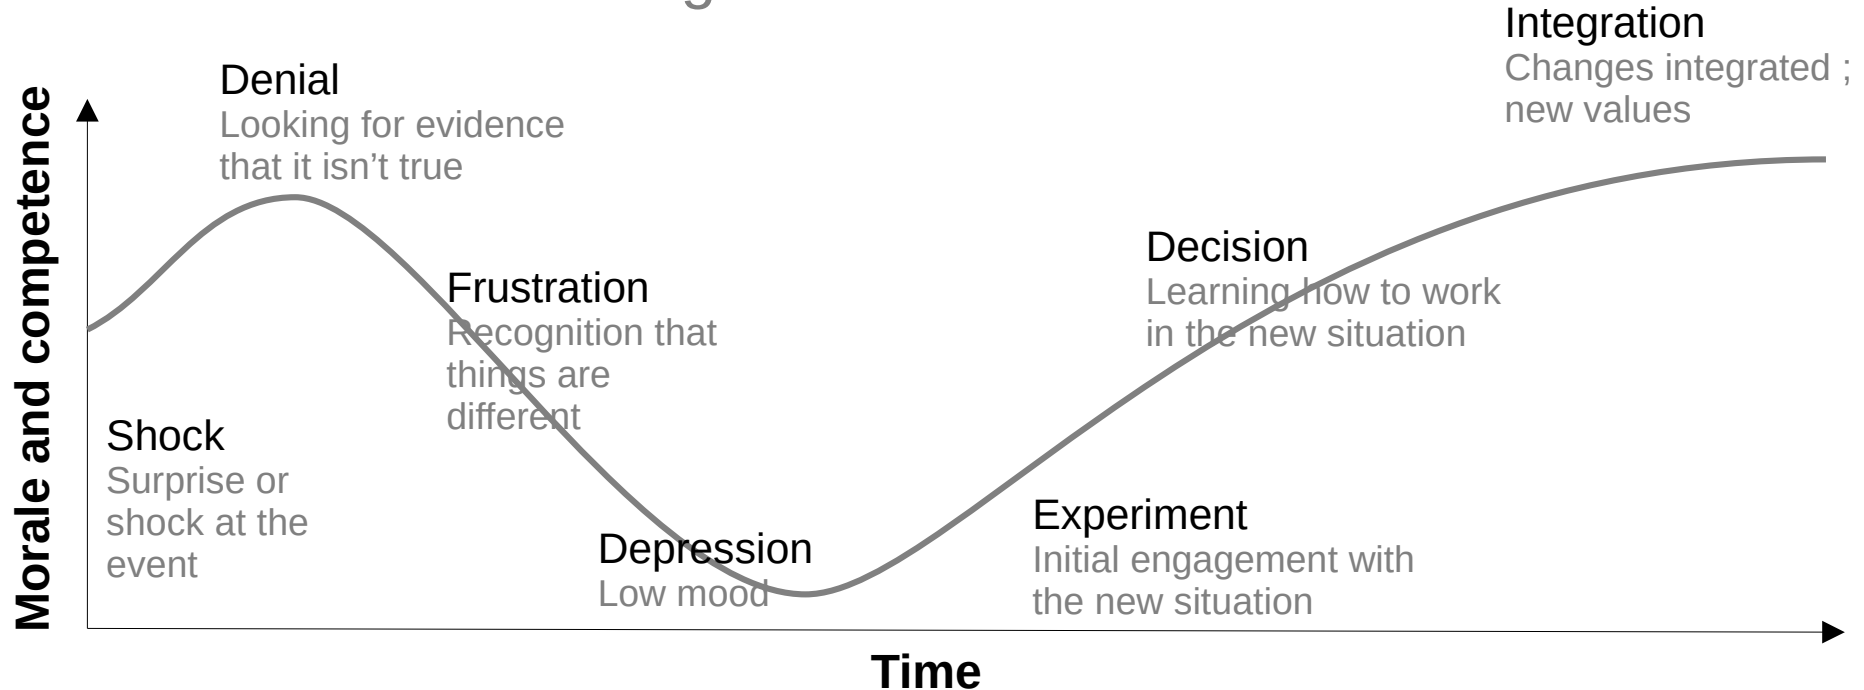 Integration
Changes integrated ;
new values
Denial
Looking for evidence
that it isn’t true
Decision
Learning how to work
in the new situation
Frustration
Recognition that
things are
different
Shock
Surprise or
shock at the
event
Experiment
Initial engagement with
the new situation
Depression
Low mood
Morale and competence
Time